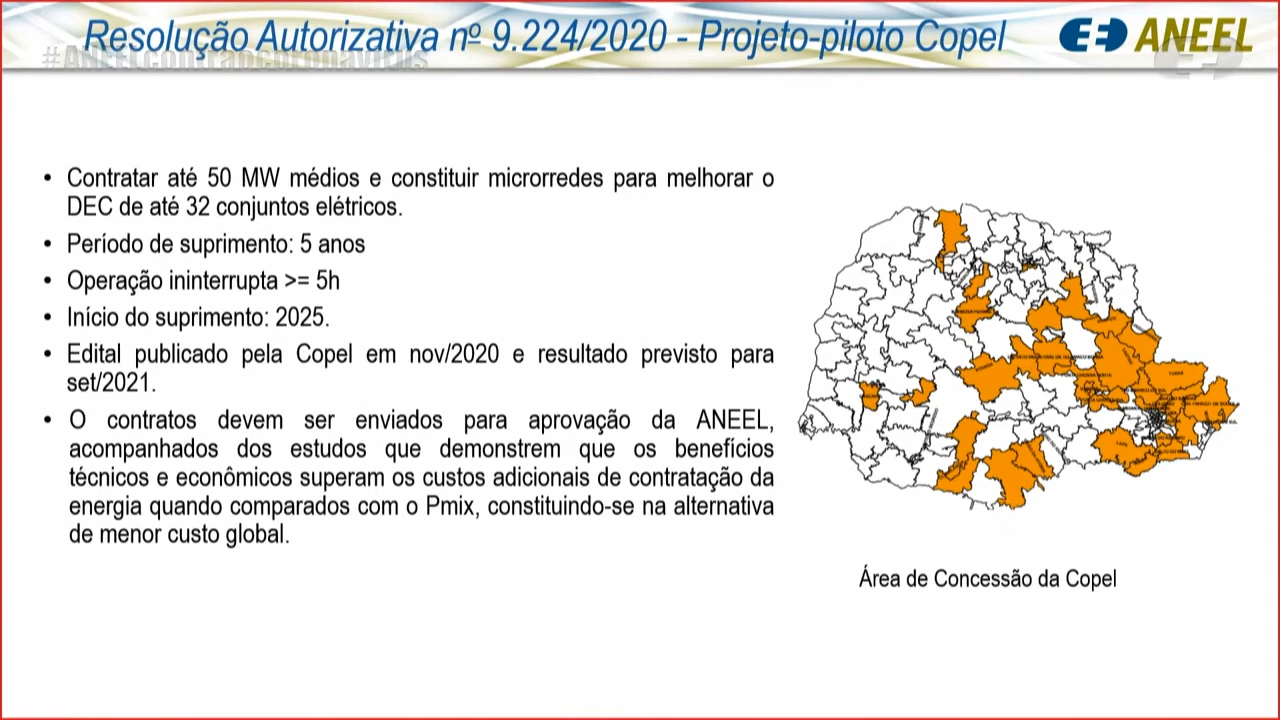 Resolução Autorizativa nº 9.224/2020 - Projeto-piloto Copel
ANEEL
#ANEELcontraocoronavírus
• Contratar até 50 MW médios e constituir microrredes para melhorar o
DEC de até 32 conjuntos elétricos.
• Período de suprimento: 5 anos
• Operação ininterrupta >= 5h
• Início do suprimento: 2025.
• Edital publicado pela Copel em nov/2020 e resultado previsto para
set/2021.
• O contratos devem ser enviados para aprovação da ANEEL,
acompanhados dos estudos que demonstrem que os benefícios
técnicos e econômicos superam os custos adicionais de contratação da
energia quando comparados com o Pmix, constituindo-se na alternativa
de menor custo global.
Área de Concessão da Copel